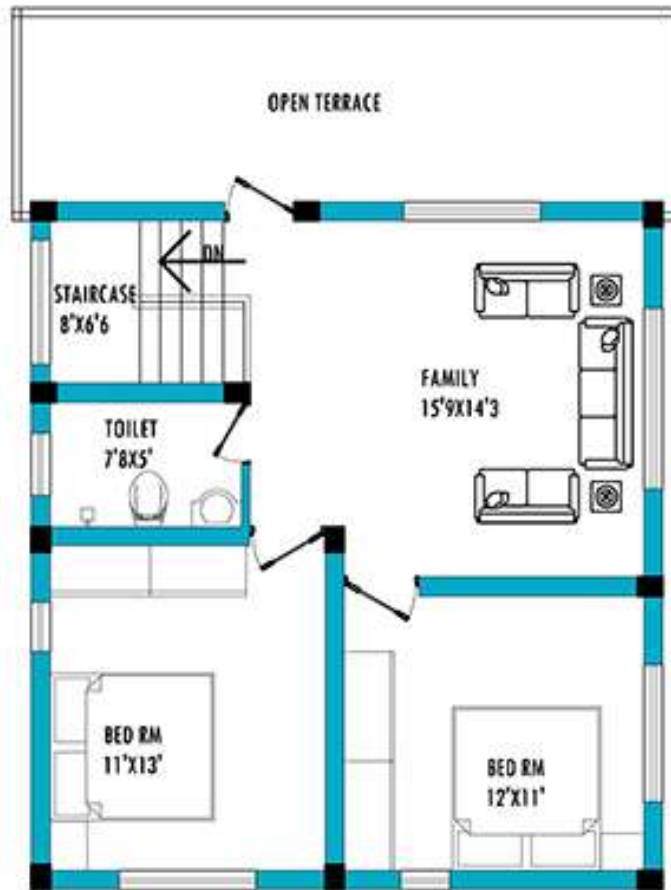 OPEN TERRACE
DN
STAIRCASE
8'X6'6
FAMILY
15'9X14'3
TOILET
7'8X5'
BED RM
11'X13'
BED RM
12'X11'